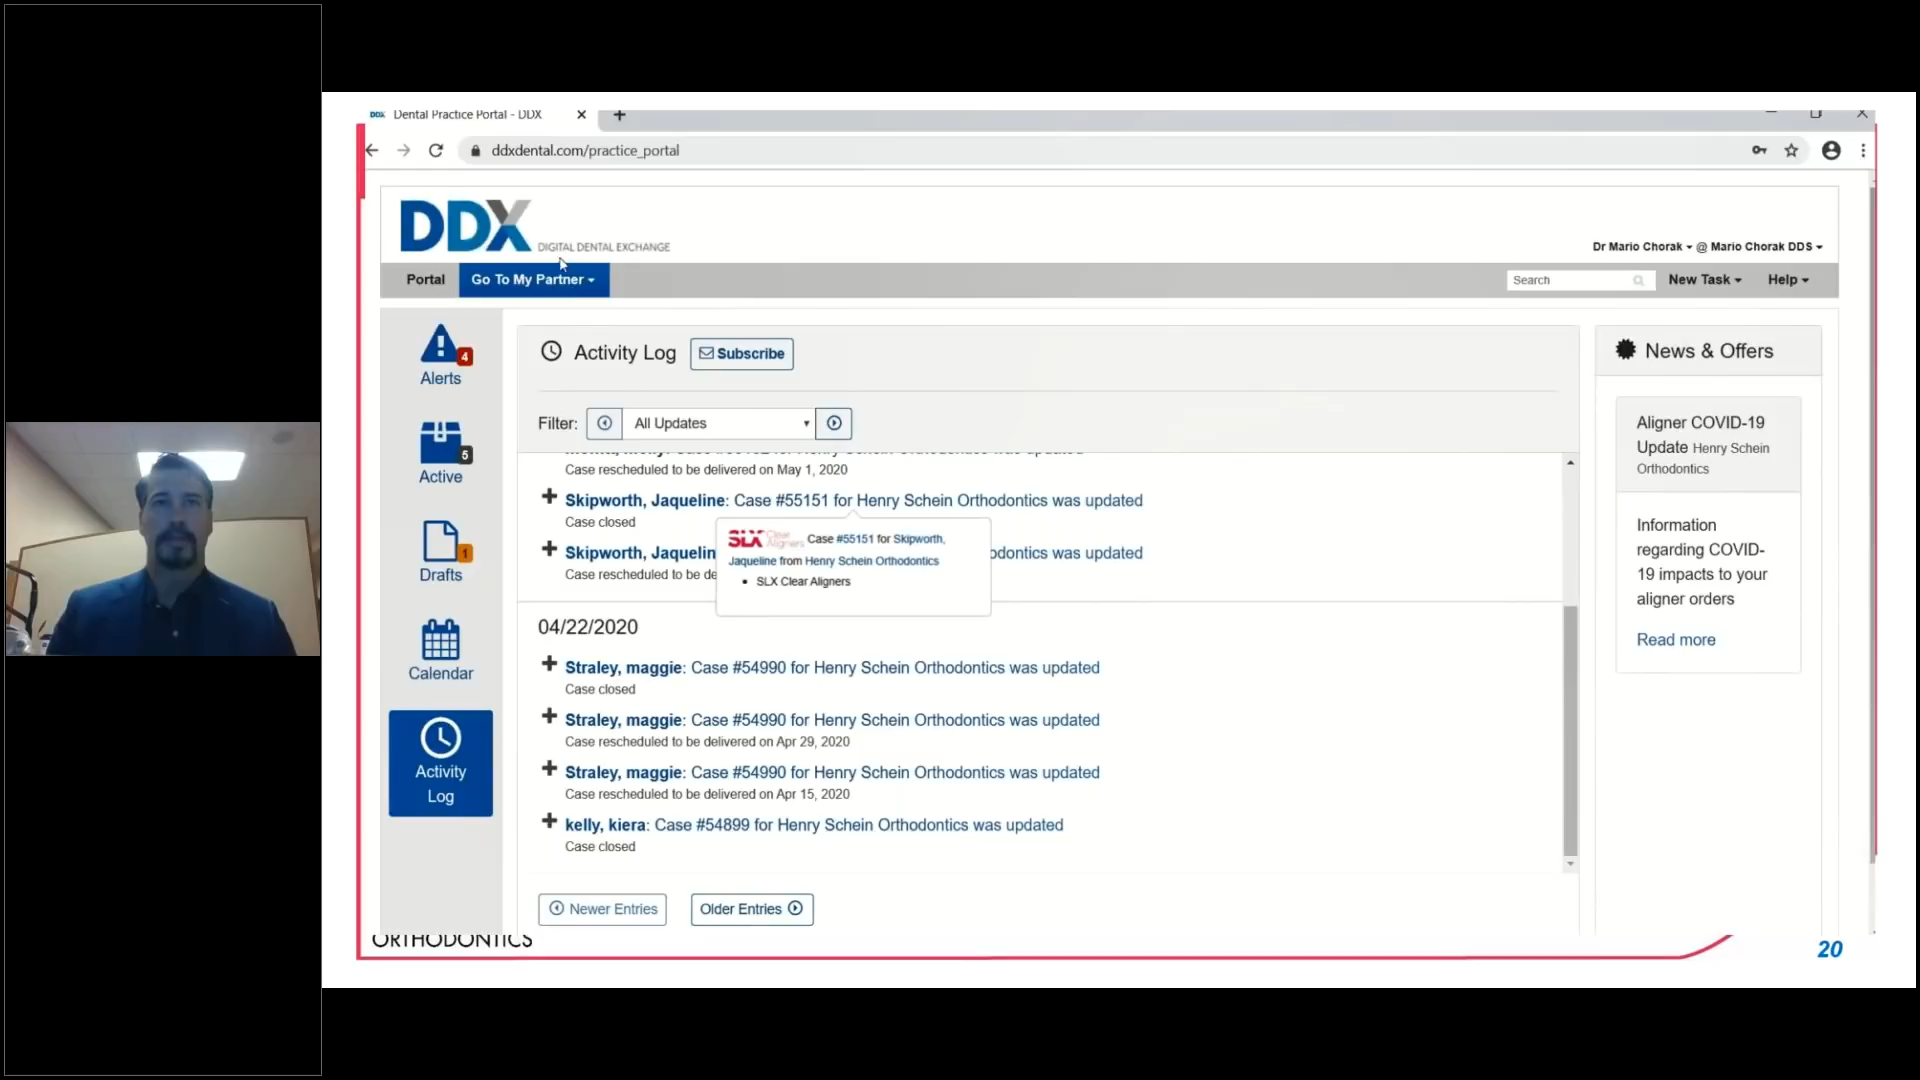 DDX Dental Practice Portal - DDX
ddxdental.com/practice_portal
DDX DIGITAL DENTAL EXCHANGE
Dr Mario Chorak @ Mario Chorak DDS
Portal Go To My Partner Search New Task Help
4
Alerts
5
Active
1
Drafts
Calendar
Activity
Log
Activity Log Subscribe
Filter: All Updates
Case rescheduled to be delivered on May 1, 2020
Skipworth, Jaqueline: Case #55151 for Henry Schein Orthodontics was updated
Case closed
SLX Clear Aligners Case #55151 for Skipworth,
Jaqueline from Henry Schein Orthodontics
• SLX Clear Aligners
Skipworth, Jaquelin odontics was updated
Case rescheduled to be de
04/22/2020
Straley, maggie: Case #54990 for Henry Schein Orthodontics was updated
Case closed
Straley, maggie: Case #54990 for Henry Schein Orthodontics was updated
Case rescheduled to be delivered on Apr 29, 2020
Straley, maggie: Case #54990 for Henry Schein Orthodontics was updated
Case rescheduled to be delivered on Apr 15, 2020
kelly, kiera: Case #54899 for Henry Schein Orthodontics was updated
Case closed
Newer Entries Older Entries
News & Offers
Aligner COVID-19
Update Henry Schein
Orthodontics
Information
regarding COVID-
19 impacts to your
aligner orders
Read more
ORTHODONTICS
20